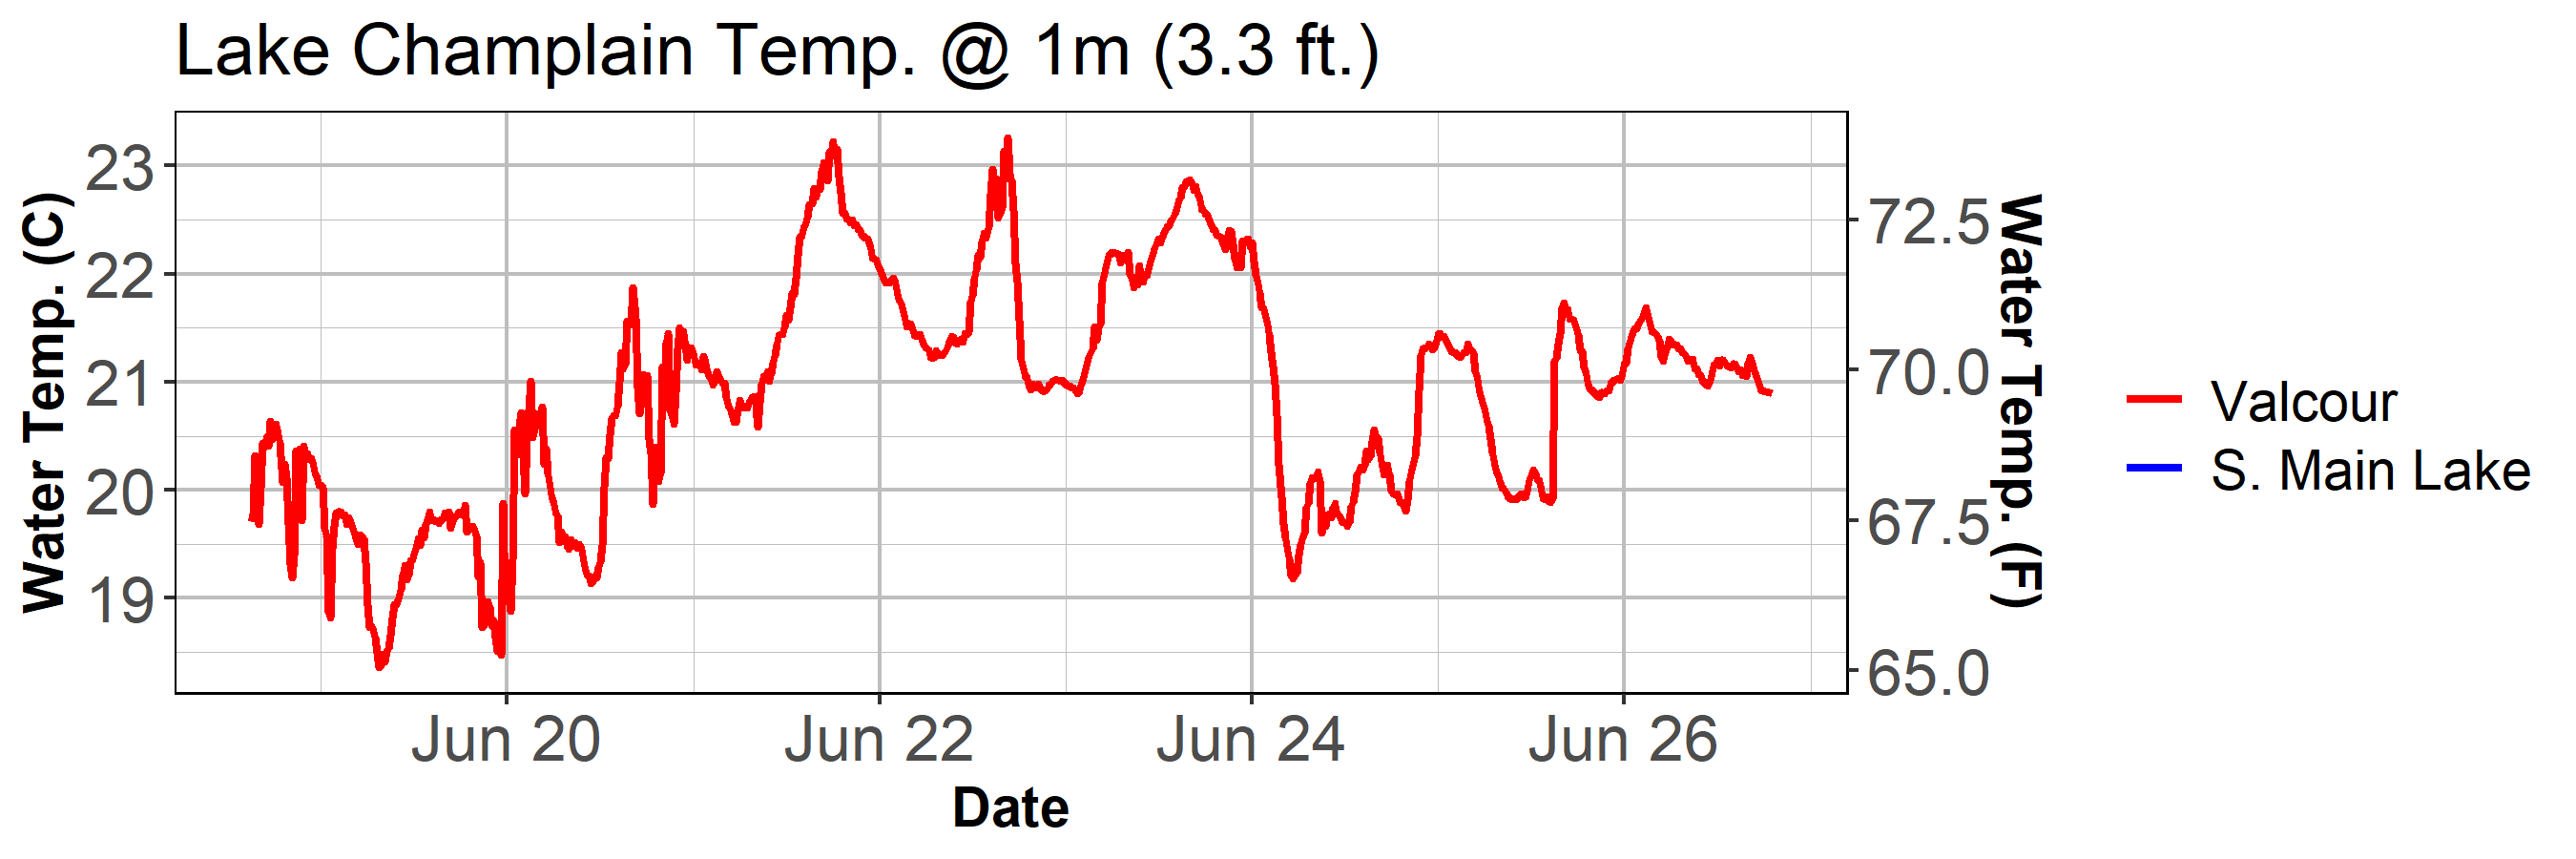 Lake Champlain Temp. @ 1m (3.3 ft.)
Water Temp. (C)
23
22
21
20
19
72.5
70.0
67.5
65.0
Water Temp. (F)
Jun 20
Jun 22
Jun 24
Jun 26
Date
Valcour
S. Main Lake